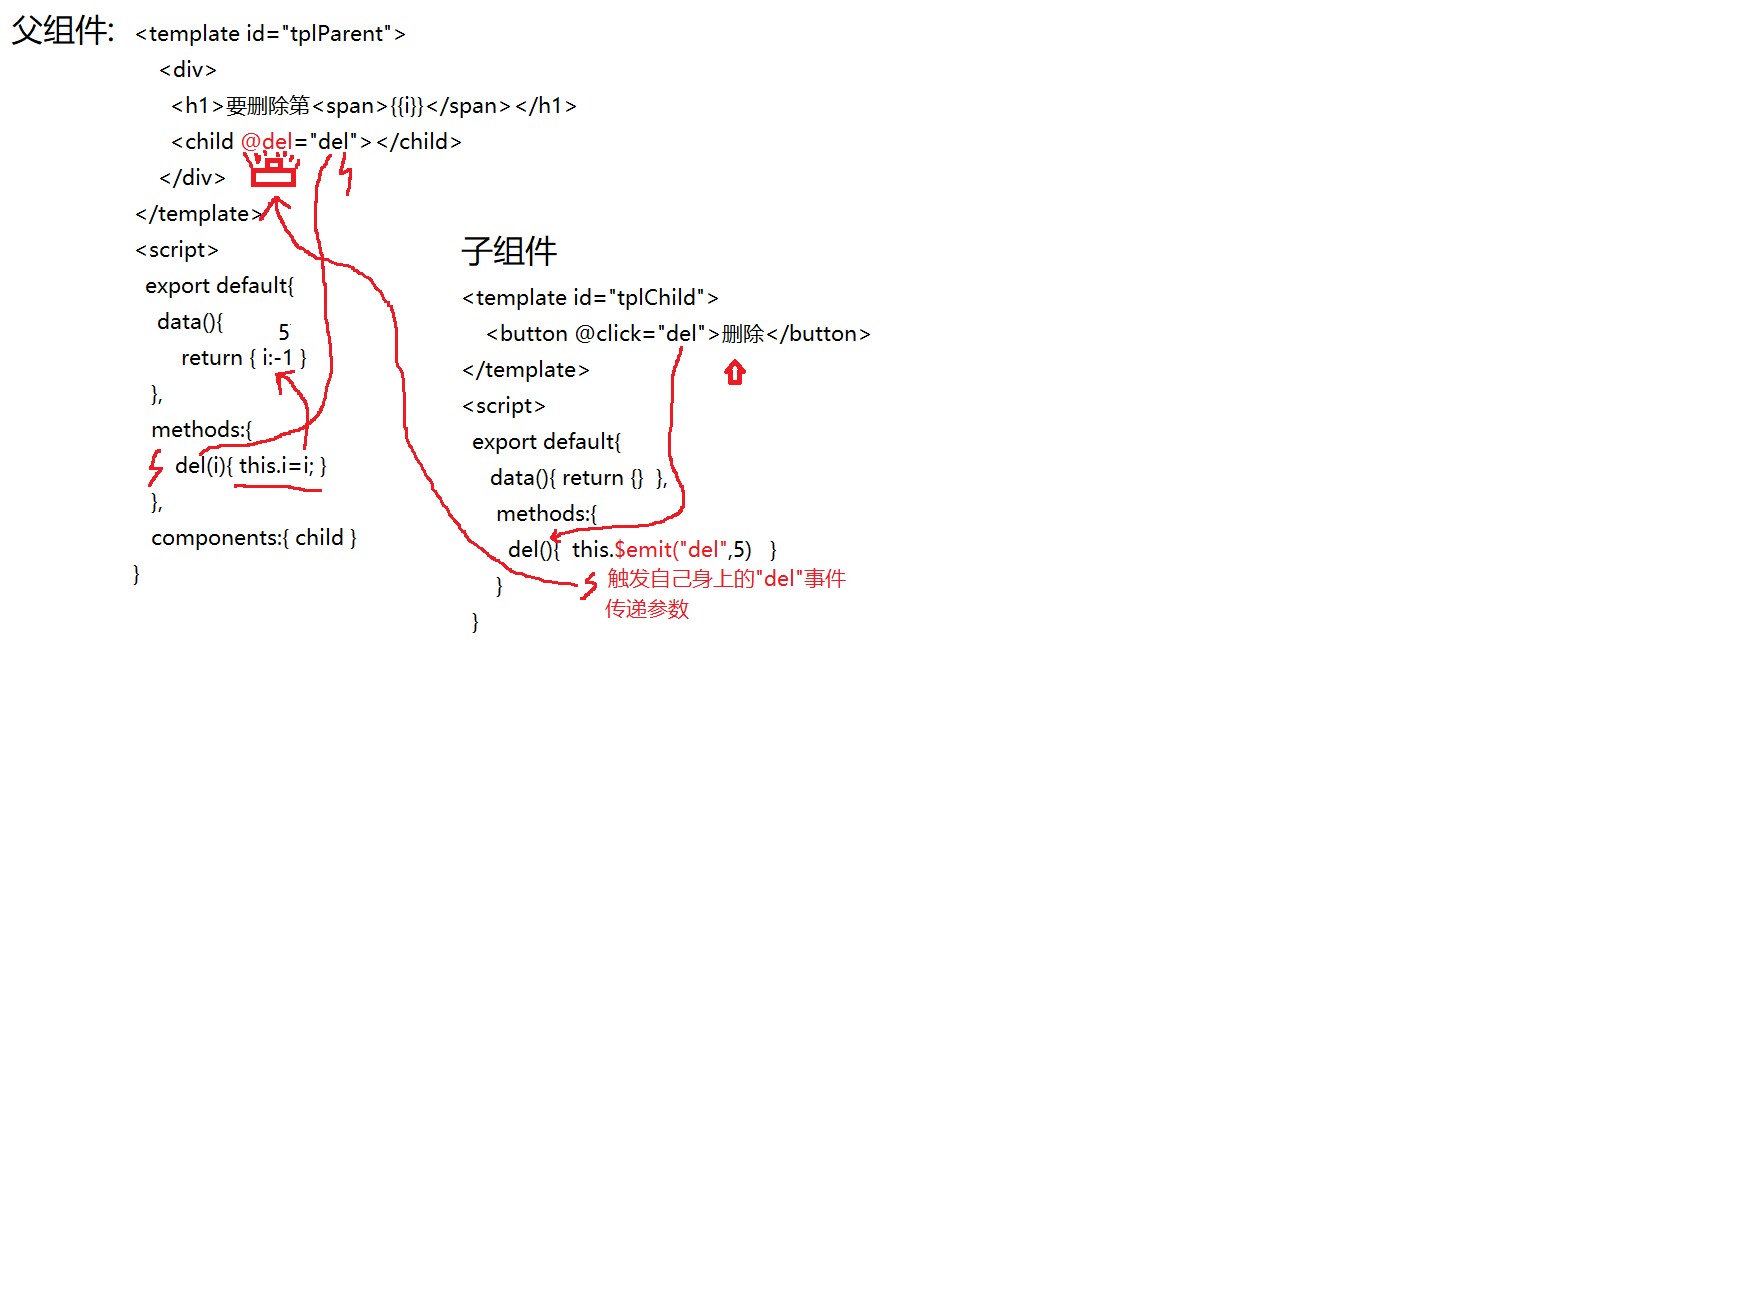 父组件:
<template id="tplParent">
<div>
<h1>要删除第<span>{{i}}</span></h1>
<child @del="del"></child>
</div>
</template>
<script>
export default{
data(){
5
return { i:-1 }
},
methods:{
del(i){ this.i=i; }
},
components:{ child }
}
子组件
<template id="tplChild">
<button @click="del">删除</button>
</template>
<script>
export default{
data(){ return {} },
methods:{
del(){ this.$emit("del",5) }
触发自己身上的"del"事件
}
传递参数
}